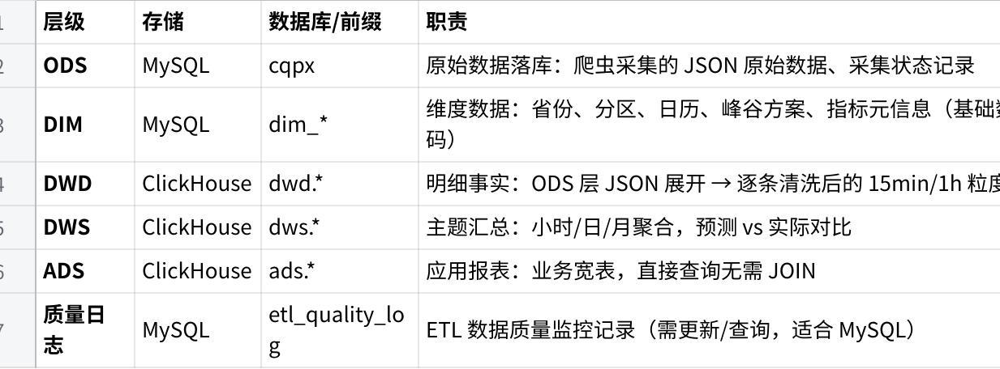 层级 存储 数据库/前缀 职责
2 ODS MySQL cqpx 原始数据落库：爬虫采集的 JSON 原始数据、采集状态记录
3 DIM MySQL dim_* 维度数据：省份、分区、日历、峰谷方案、指标元信息（基础
码）
4 DWD ClickHouse dwd.* 明细事实：ODS 层 JSON 展开 → 逐条清洗后的 15min/1h 粒度
5 DWS ClickHouse dws.* 主题汇总：小时/日/月聚合，预测 vs 实际对比
6 ADS ClickHouse ads.* 应用报表：业务宽表，直接查询无需 JOIN
7 质量日
志 MySQL etl_quality_lo
g ETL 数据质量监控记录（需更新/查询，适合 MySQL）